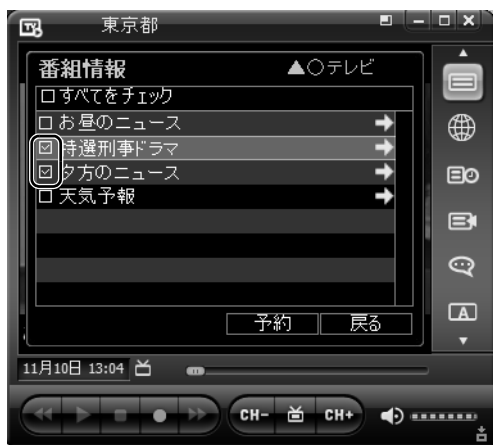 TV 東京都
番組情報 ▲○テレビ
すべてをチェック
お昼のニュース
特選刑事ドラマ
夕方のニュース
天気予報
予約 戻る
A
11月10日 13:04
CH- CH+